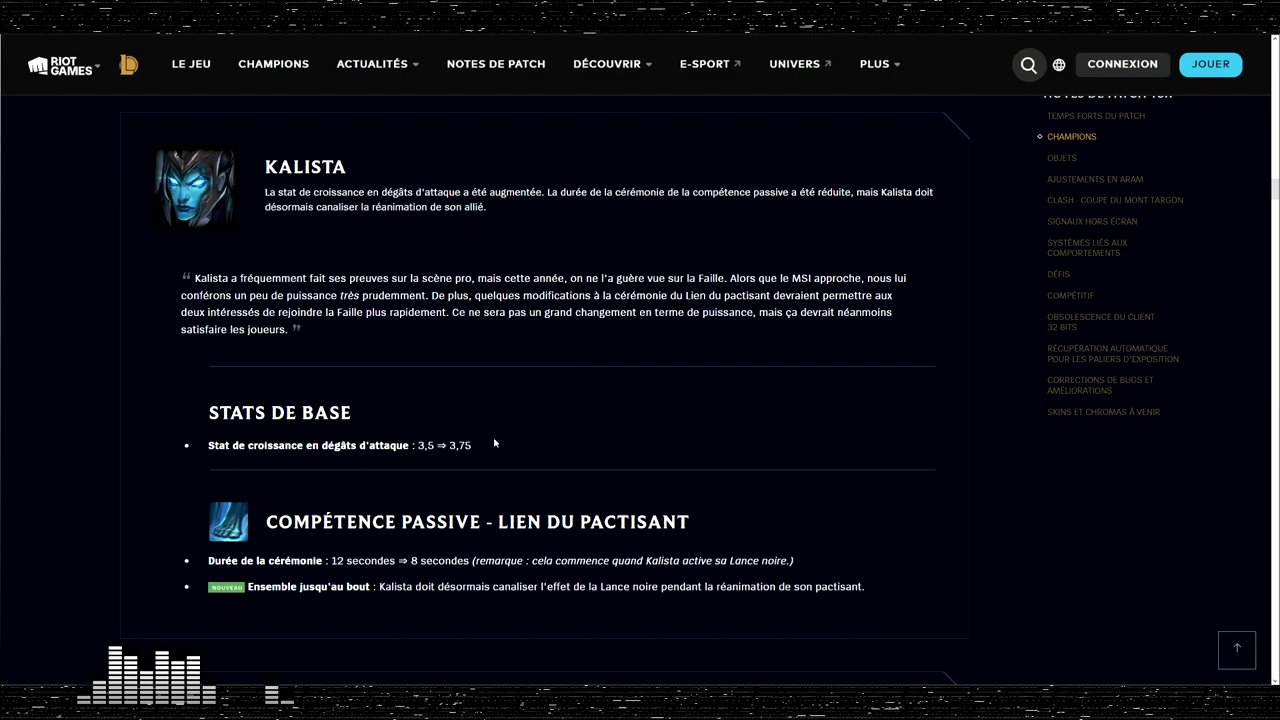 RIOT GAMES
LE JEU
CHAMPIONS
ACTUALITÉS
NOTES DE PATCH
DÉCOUVRIR
E-SPORT
UNIVERS
PLUS
CONNEXION
JOUER
KALISTA
La stat de croissance en dégâts d'attaque a été augmentée. La durée de la cérémonie de la compétence passive a été réduite, mais Kalista doit
désormais canaliser la réanimation de son allié.
“ Kalista a fréquemment fait ses preuves sur la scène pro, mais cette année, on ne l'a guère vue sur la Faille. Alors que le MSI approche, nous lui
conférons un peu de puissance très prudemment. De plus, quelques modifications à la cérémonie du Lien du pactisant devraient permettre aux
deux intéressés de rejoindre la Faille plus rapidement. Ce ne sera pas un grand changement en terme de puissance, mais ça devrait néanmoins
satisfaire les joueurs. ”
STATS DE BASE
• Stat de croissance en dégâts d'attaque : 3,5 ⇒ 3,75
COMPÉTENCE PASSIVE - LIEN DU PACTISANT
• Durée de la cérémonie : 12 secondes ⇒ 8 secondes (remarque : cela commence quand Kalista active sa Lance noire.)
• NOUVEAU Ensemble jusqu'au bout : Kalista doit désormais canaliser l'effet de la Lance noire pendant la réanimation de son pactisant.
TEMPS FORTS DU PATCH
CHAMPIONS
OBJETS
AJUSTEMENTS EN ARAM
CLASH - COUPE DU MONT TARGON
SIGNAUX HORS ÉCRAN
SYSTÈMES LIÉS AUX
COMPORTEMENTS
DÉFIS
COMPÉTITIF
OBSOLESCENCE DU CLIENT
32 BITS
RÉCUPÉRATION AUTOMATIQUE
POUR LES PALIERS D'EXPOSITION
CORRECTIONS DE BUGS ET
AMÉLIORATIONS
SKINS ET CHROMAS À VENIR